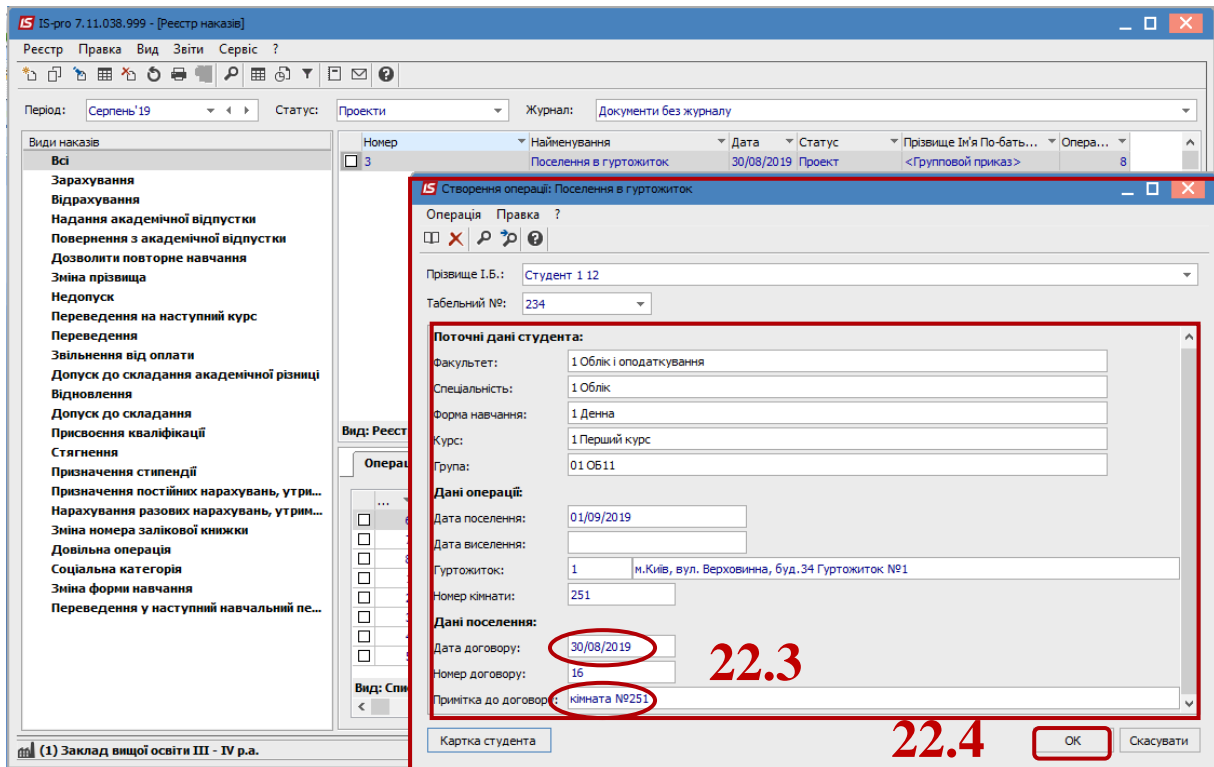 IS-pro 7.11.038.999 - [Реєстр наказів]
Реєстр Правка Вид Звіти Сервіс ?
Період: Серпень'19 Статус: Проекти Журнал: Документи без журналу
Види наказів
Всі
Зарахування
Відрахування
Надання академічної відпустки
Повернення з академічної відпустки
Дозволити повторне навчання
Зміна прізвища
Недопуск
Переведення на наступний курс
Переведення
Звільнення від оплати
Допуск до складання академічної різниці
Відновлення
Допуск до складання
Присвоєння кваліфікації
Стягнення
Призначення стипендії
Призначення постійних нарахувань, утри...
Нарахування разових нарахувань, утрим...
Зміна номера залікової книжки
Довільна операція
Соціальна категорія
Зміна форми навчання
Переведення у наступний навчальний пе...
Номер Найменування Дата Статус Прізвище Ім'я По-бать... Опера...
3 Поселення в гуртожиток 30/08/2019 Проект <Групповой приказ> 8
Вид: Реєст
Операц
...
Вид: Спи
Створення операції: Поселення в гуртожиток
Операція Правка ?
Прізвище І.Б.: Студент 1 12
Табельний №: 234
Поточні дані студента:
Факультет: 1 Облік і оподаткування
Спеціальність: 1 Облік
Форма навчання: 1 Денна
Курс: 1 Перший курс
Група: 01 ОБ11
Дані операції:
Дата поселення: 01/09/2019
Дата виселення:
Гуртожиток: 1 м.Київ, вул. Верховинна, буд.34 Гуртожиток №1
Номер кімнати: 251
Дані поселення:
Дата договору: 30/08/2019
22.3
Номер договору: 16
Примітка до договору: кімната №251
Картка студента 22.4 ОК Скасувати
(1) Заклад вищої освіти III - IV р.а.